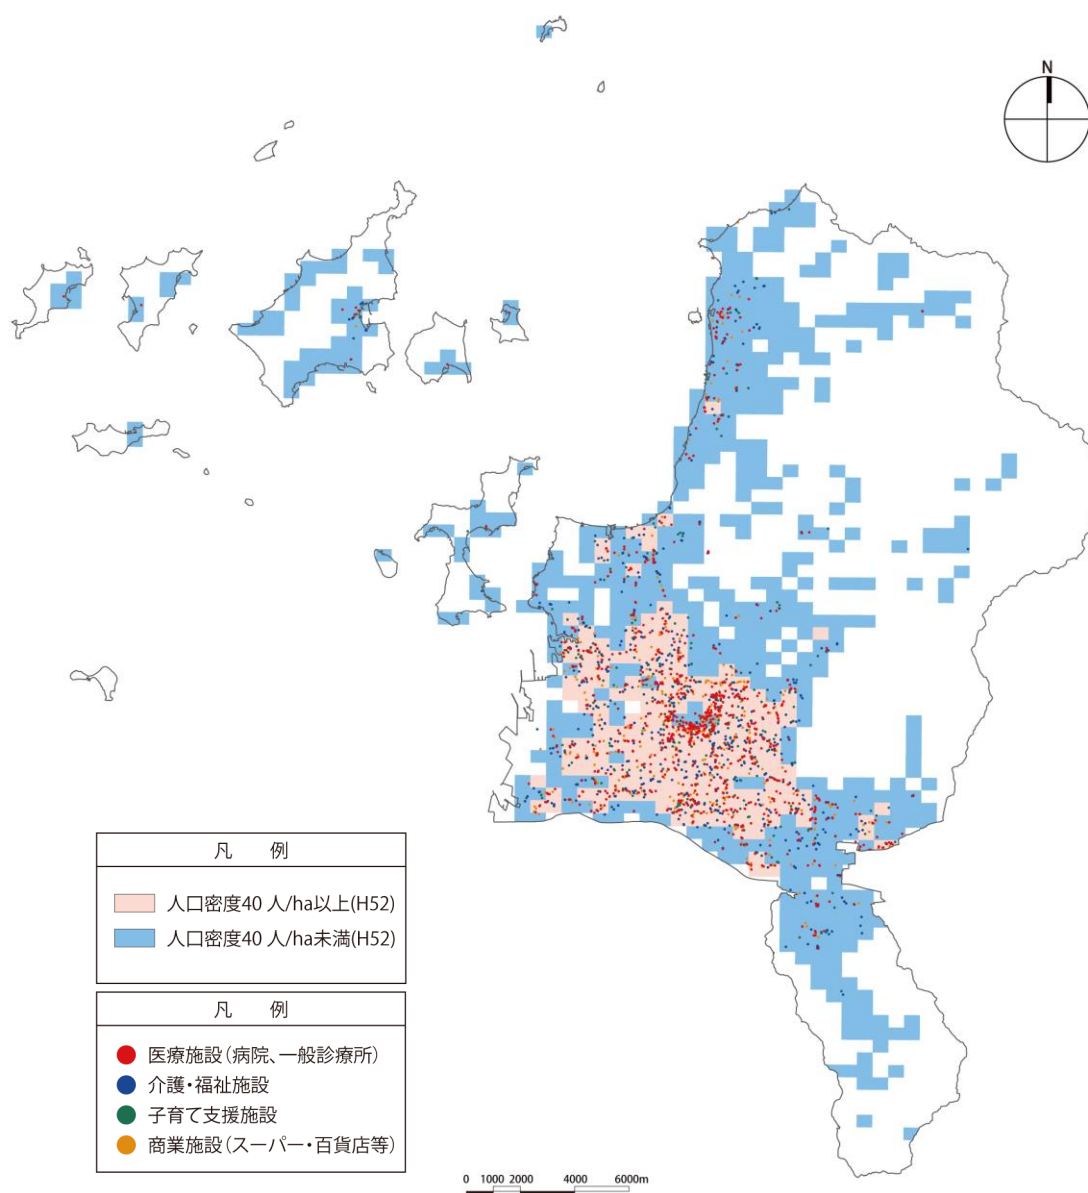 N
凡 例
人口密度40 人/ha以上(H52)
人口密度40 人/ha未満(H52)
凡 例
医療施設(病院、一般診療所)
介護・福祉施設
子育て支援施設
商業施設(スーパー・百貨店等)
0 1000 2000 4000 6000m